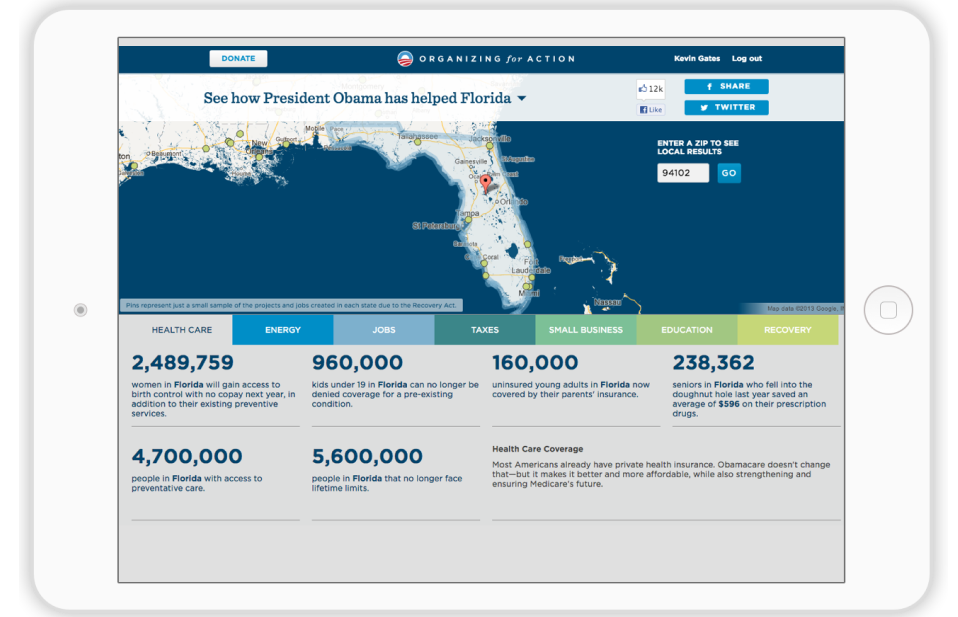 DONATE
ORGANIZING for ACTION
Kevin Gates Log out
See how President Obama has helped Florida
12k
SHARE
Like
TWITTER
ENTER A ZIP TO SEE
LOCAL RESULTS
94102 GO
Mobile
Tallahassee
Jacksonville
New
Gulfport
Beaumont
Gainesville
St Augustine
Orlando
Tampa
St Petersburg
Fort
Lauderdale
Miami
Freeport
Nassau
Pins represent just a small sample of the projects and jobs created in each state due to the Recovery Act.
Map data ©2013 Google,
HEALTH CARE ENERGY JOBS TAXES SMALL BUSINESS EDUCATION RECOVERY
2,489,759
women in Florida will gain access to
birth control with no copay next year, in
addition to their existing preventive
services.
960,000
kids under 19 in Florida can no longer be
denied coverage for a pre-existing
condition.
160,000
uninsured young adults in Florida now
covered by their parents' insurance.
238,362
seniors in Florida who fell into the
doughnut hole last year saved an
average of $596 on their prescription
drugs.
4,700,000
people in Florida with access to
preventative care.
5,600,000
people in Florida that no longer face
lifetime limits.
Health Care Coverage
Most Americans already have private health insurance. Obamacare doesn't change
that—but it makes it better and more affordable, while also strengthening and
ensuring Medicare's future.